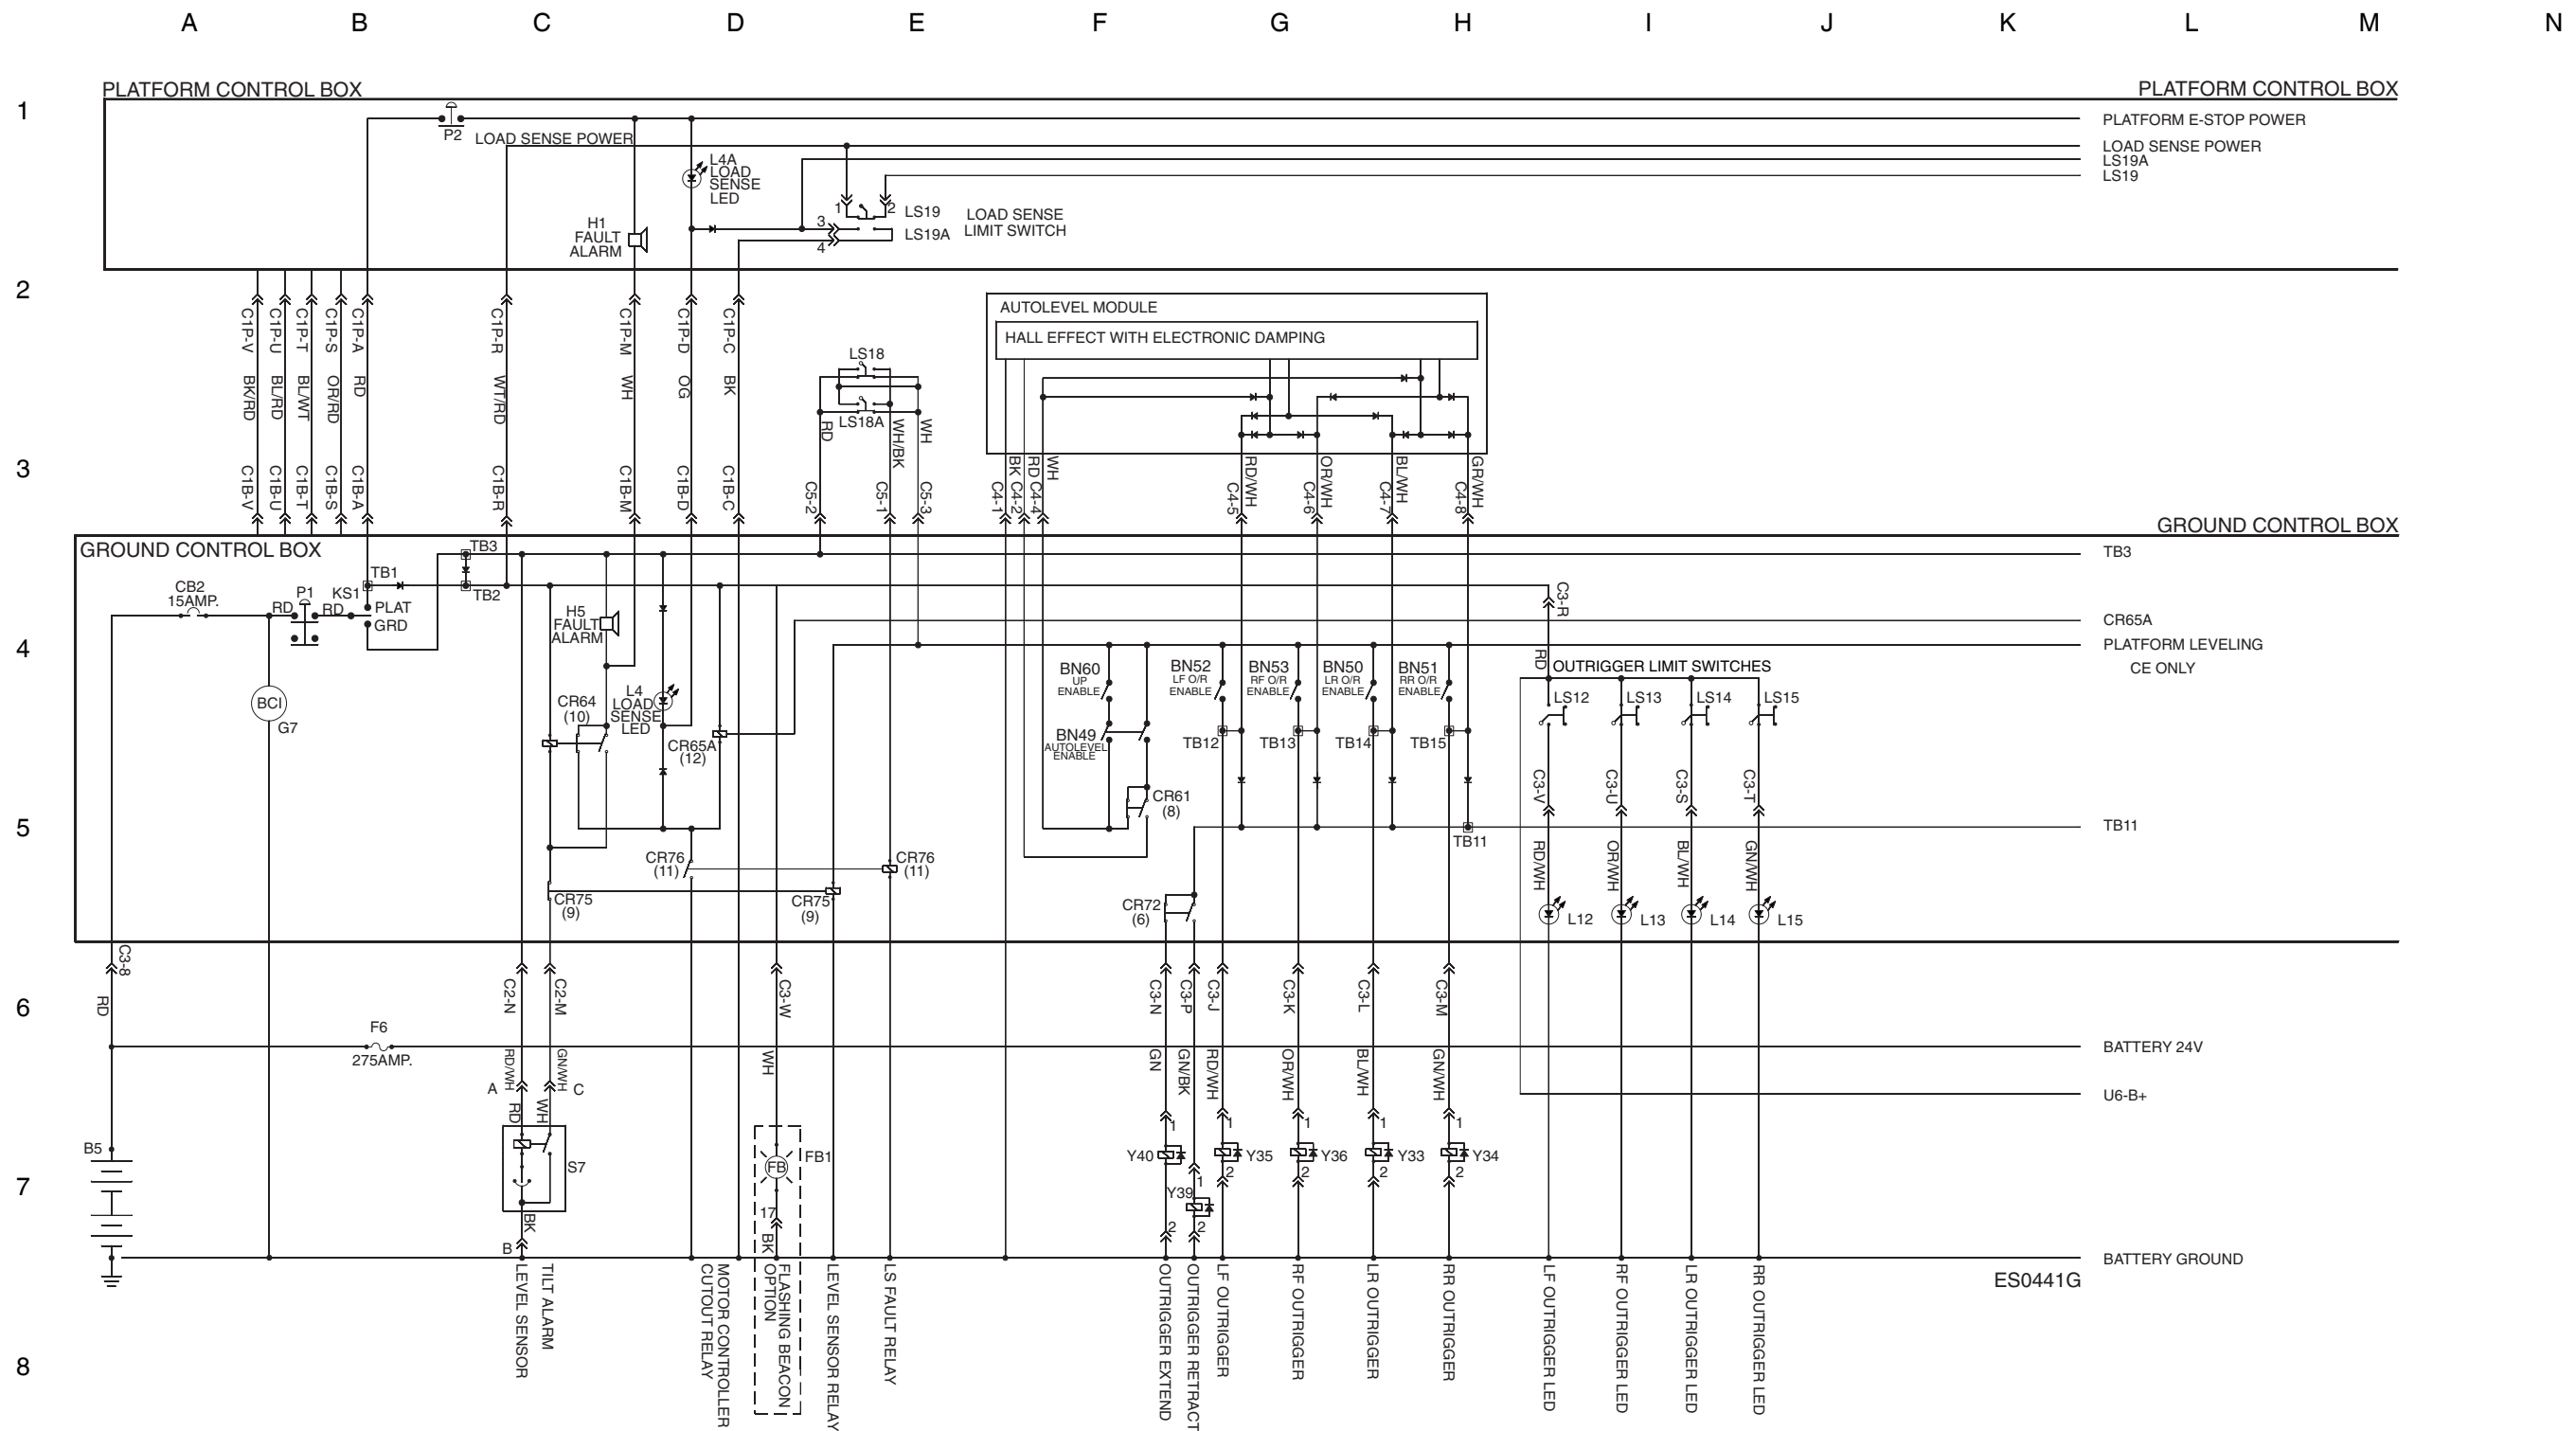 A B C D E F G H I J K L M N
1
2
3
4
5
6
7
8
PLATFORM CONTROL BOX
PLATFORM CONTROL BOX
P2
LOAD SENSE POWER
PLATFORM E-STOP POWER
LOAD SENSE POWER
LS19A
LS19
L4A
LOAD
SENSE
LED
H1
FAULT
ALARM
1
2
3
4
LS19
LS19A
LOAD SENSE
LIMIT SWITCH
C1P-V BK/RD C1B-V
C1P-U BL/RD C1B-U
C1P-T BL/WT C1B-T
C1P-S OR/RD C1B-S
C1P-A RD C1B-A
C1P-R WT/RD C1B-R
C1P-M WH C1B-M
C1P-D OG C1B-D
C1P-C BK C1B-C
LS18
LS18A
RD
WH/BK
WH
C5-2
C5-1
C5-3
AUTOLEVEL MODULE
HALL EFFECT WITH ELECTRONIC DAMPING
BK
RD
WH
C4-1
C4-2
C4-4
RD/WH
C4-5
OR/WH
C4-6
BL/WH
C4-7
GR/WH
C4-8
GROUND CONTROL BOX
GROUND CONTROL BOX
TB3
TB3
TB1
TB2
CB2
15AMP.
RD
P1
RD
KS1
PLAT
GRD
BCI
G7
H5
FAULT
ALARM
CR64
(10)
L4
LOAD
SENSE
LED
CR65A
(12)
CR76
(11)
CR75
(9)
CR75
(9)
CR76
(11)
BN60
UP
ENABLE
BN49
AUTOLEVEL
ENABLE
CR61
(8)
BN52
LF O/R
ENABLE
BN53
RF O/R
ENABLE
BN50
LR O/R
ENABLE
BN51
RR O/R
ENABLE
TB12
TB13
TB14
TB15
TB11
CR72
(6)
C3-R
RD
OUTRIGGER LIMIT SWITCHES
LS12
LS13
LS14
LS15
C3-V
C3-U
C3-S
C3-T
RD/WH
OR/WH
BL/WH
GN/WH
L12
L13
L14
L15
CR65A
PLATFORM LEVELING
CE ONLY
TB11
C3-8
RD
F6
275AMP.
B5
C2-N
C2-M
RD/WH
GN/WH
A
C
RD
WH
S7
BK
B
C3-W
WH
FB
FB1
17
BK
C3-N
C3-P
C3-J
C3-K
C3-L
C3-M
GN
GN/BK
RD/WH
OR/WH
BL/WH
GN/WH
1
Y40
2
1
Y39
2
1
Y35
2
1
Y36
2
1
Y33
2
1
Y34
2
BATTERY 24V
U6-B+
BATTERY GROUND
ES0441G
LEVEL SENSOR
TILT ALARM
MOTOR CONTROLLER
CUTOUT RELAY
FLASHING BEACON
OPTION
LEVEL SENSOR RELAY
LS FAULT RELAY
OUTRIGGER EXTEND
OUTRIGGER RETRACT
LF OUTRIGGER
RF OUTRIGGER
LR OUTRIGGER
RR OUTRIGGER
LF OUTRIGGER LED
RF OUTRIGGER LED
LR OUTRIGGER LED
RR OUTRIGGER LED